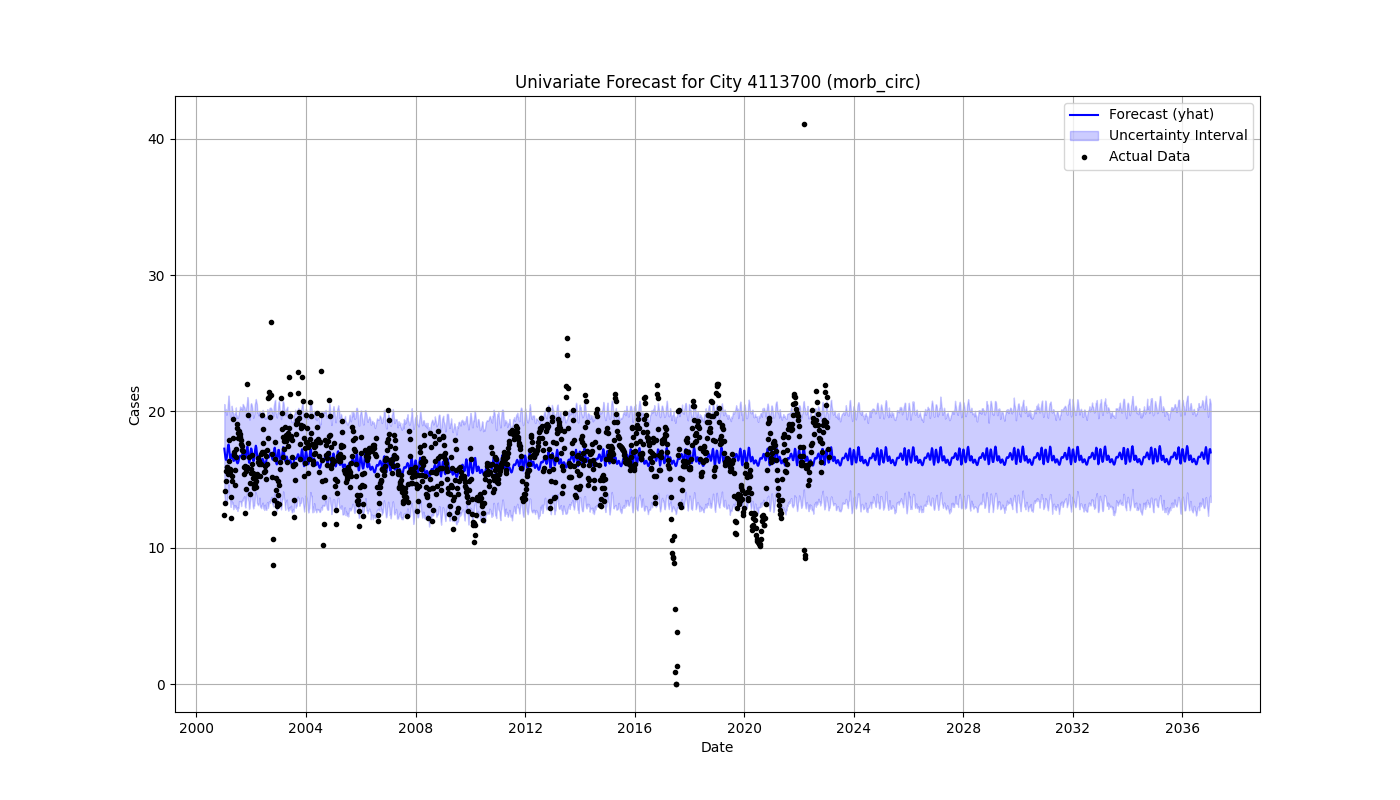 Univariate Forecast for City 4113700 (morb_circ)
Forecast (yhat)
Uncertainty Interval
Actual Data
40
30
20
10
0
Cases
2000 2004 2008 2012 2016 2020 2024 2028 2032 2036
Date